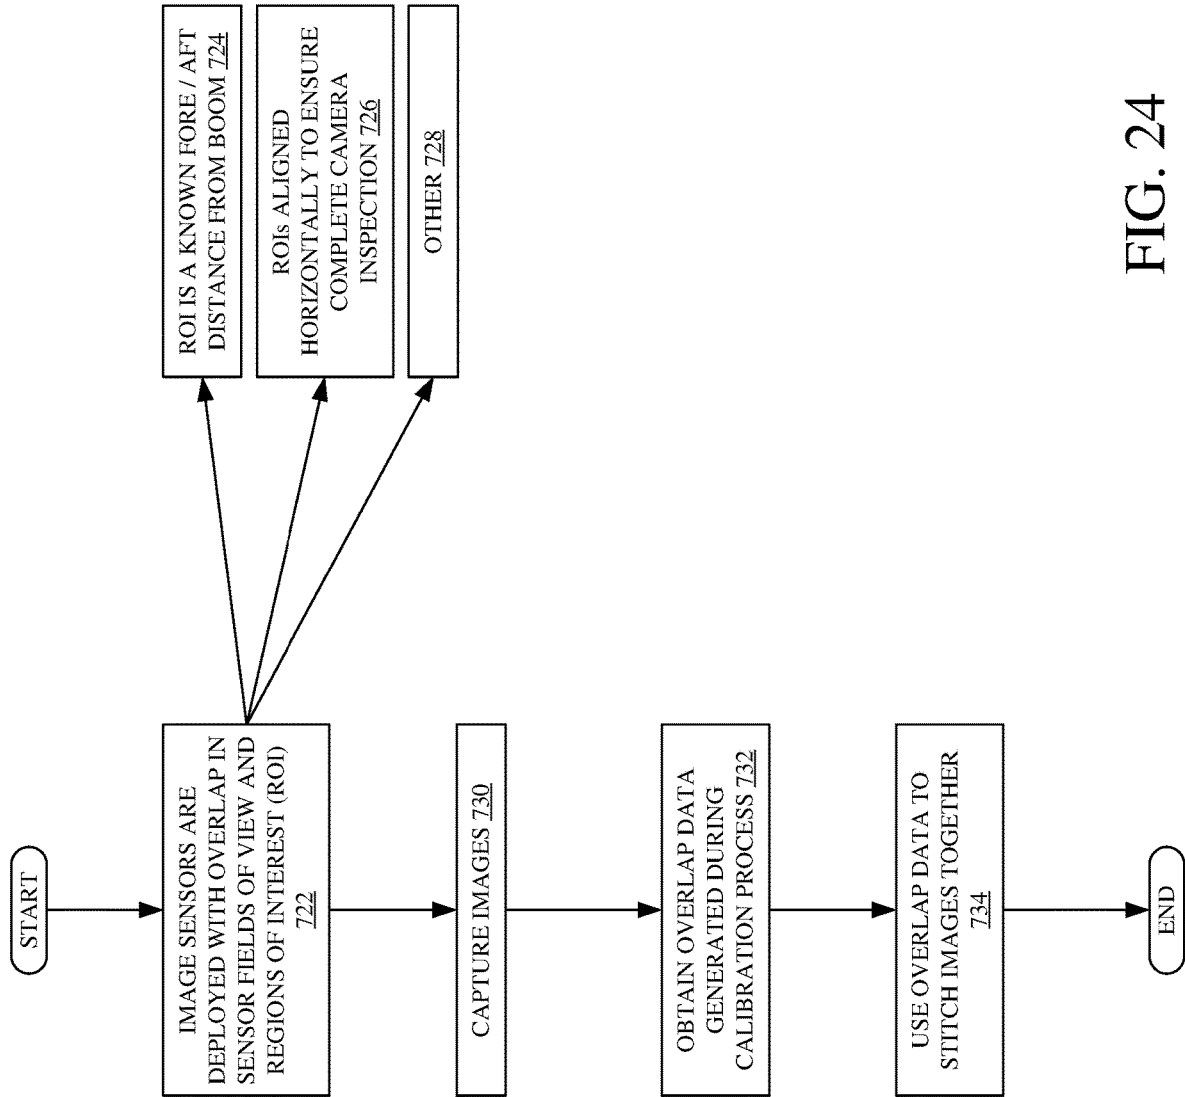 START
IMAGE SENSORS ARE
DEPLOYED WITH OVERLAP IN
SENSOR FIELDS OF VIEW AND
REGIONS OF INTEREST (ROI)
722
ROI IS A KNOWN FORE / AFT
DISTANCE FROM BOOM 724
ROIs ALIGNED
HORIZONTALLY TO ENSURE
COMPLETE CAMERA
INSPECTION 726
OTHER 728
CAPTURE IMAGES 730
OBTAIN OVERLAP DATA
GENERATED DURING
CALIBRATION PROCESS 732
USE OVERLAP DATA TO
STITCH IMAGES TOGETHER
734
END
FIG. 24